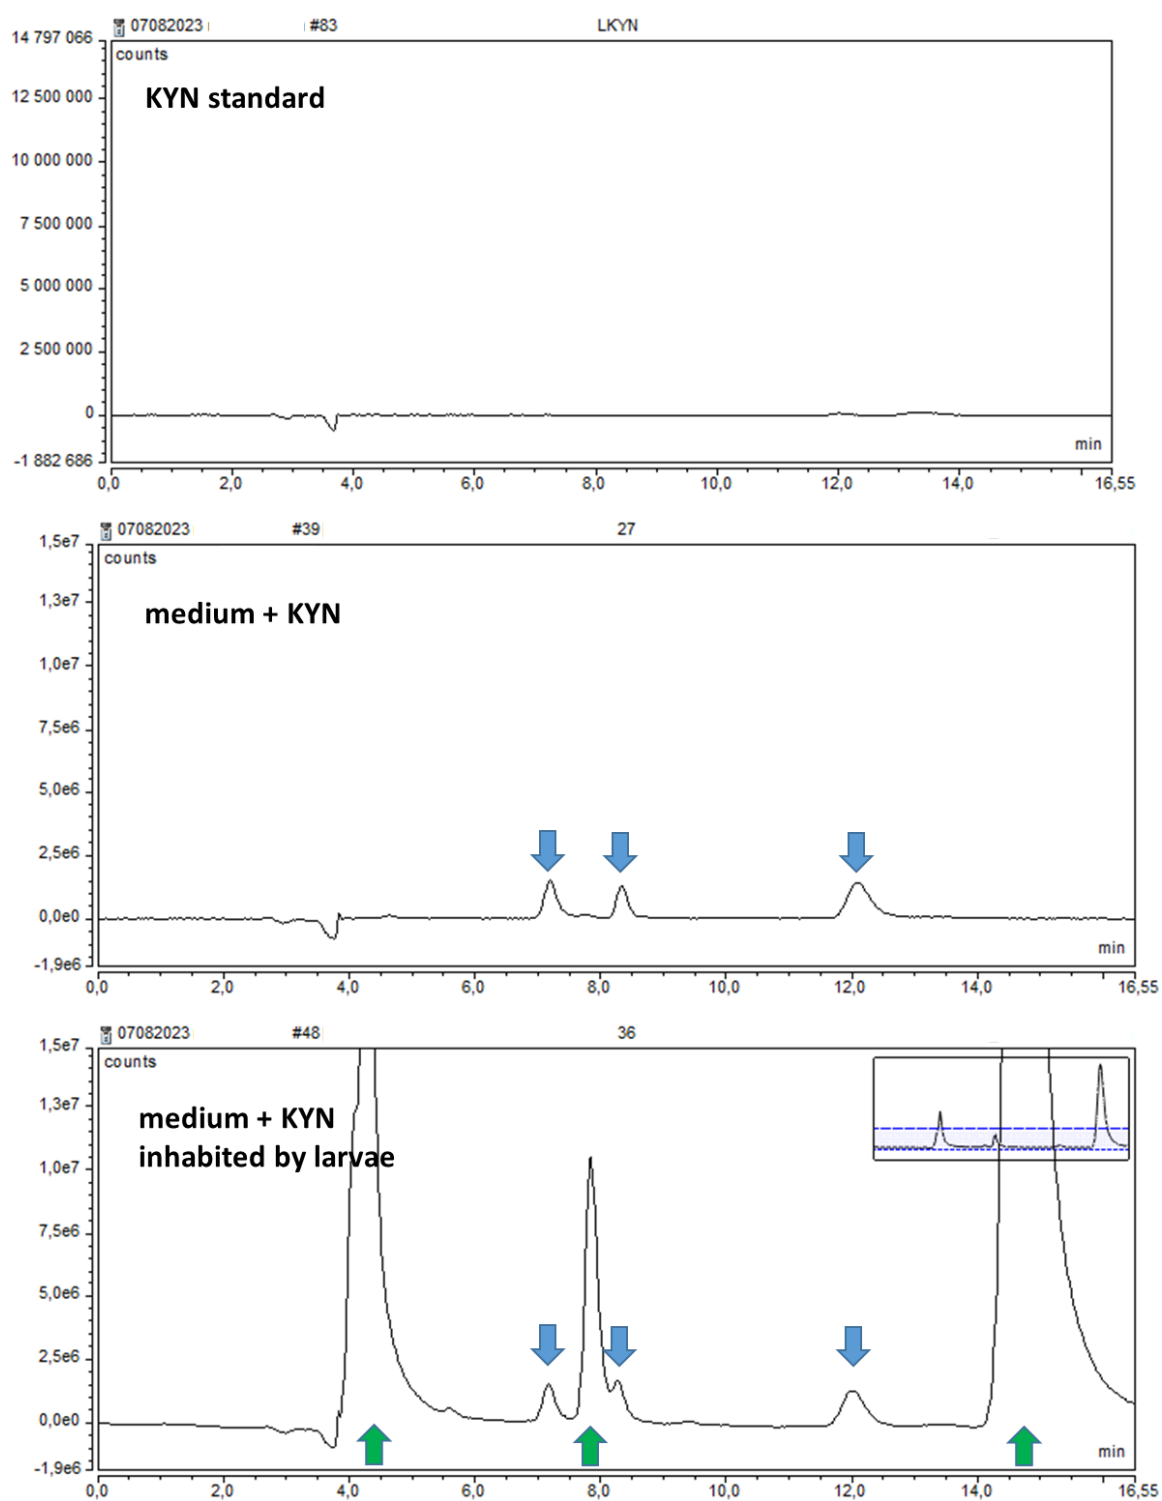 07082023 #83 LKYN
14 797 066
counts
KYN standard
12 500 000
10 000 000
7 500 000
5 000 000
2 500 000
0
min
-1 882 686
0,0 2,0 4,0 6,0 8,0 10,0 12,0 14,0 16,55
07082023 #39 27
1,5e7
counts
1,3e7
medium + KYN
1,0e7
7,5e6
5,0e6
2,5e6
0,0e0
min
-1,9e6
0,0 2,0 4,0 6,0 8,0 10,0 12,0 14,0 16,55
07082023 #48 36
1,5e7
counts
1,3e7
medium + KYN
inhabited by larvae
1,0e7
7,5e6
5,0e6
2,5e6
0,0e0
min
-1,9e6
0,0 2,0 4,0 6,0 8,0 10,0 12,0 14,0 16,55